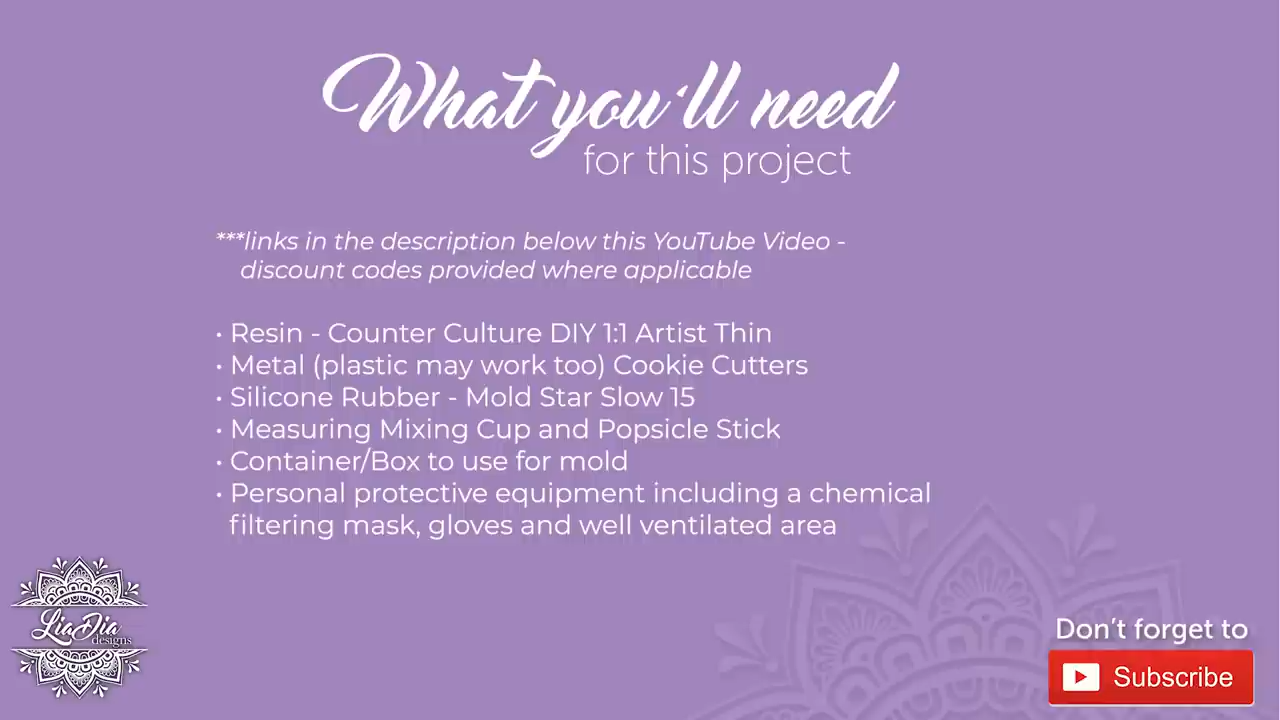 What you'll need
for this project
***links in the description below this YouTube Video -
discount codes provided where applicable
• Resin - Counter Culture DIY 1:1 Artist Thin
• Metal (plastic may work too) Cookie Cutters
• Silicone Rubber - Mold Star Slow 15
• Measuring Mixing Cup and Popsicle Stick
• Container/Box to use for mold
• Personal protective equipment including a chemical
filtering mask, gloves and well ventilated area
LiaDia
designs
Don't forget to
Subscribe